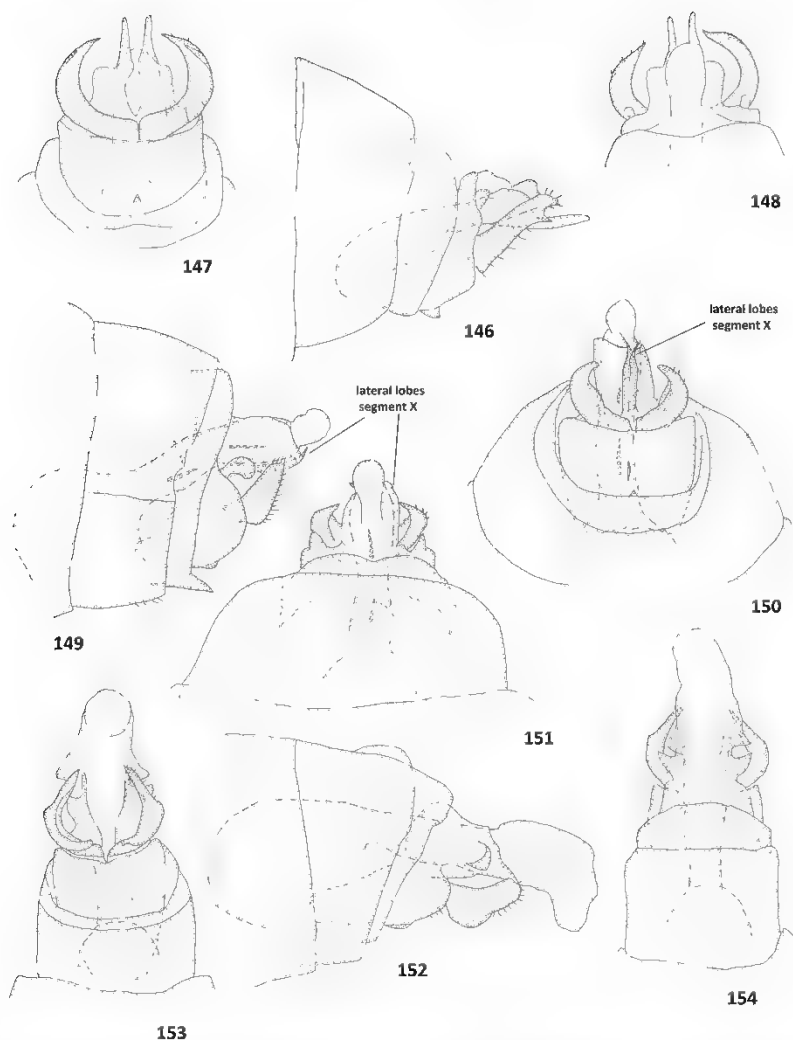 147
146
148
lateral lobes
segment X
149
lateral lobes
segment X
151
150
153
152
154